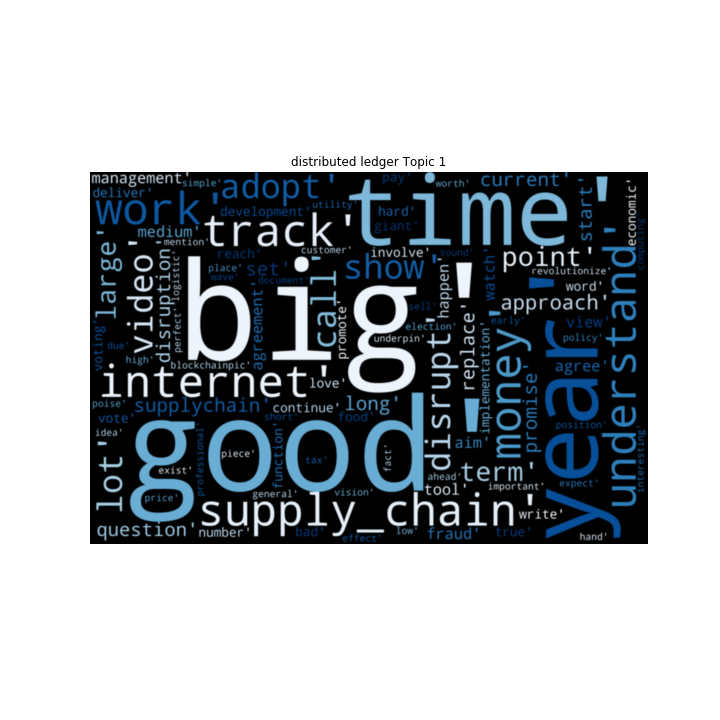 distributed ledger Topic 1
management'
simple'
adopt'
pay'
worth'
current'
deliver'
work'
development'
utility'
time'
hard'
giant'
start'
economic'
computing
medium'
mention'
track'
large'
video'
disruption'
logistic'
perfect'
reach'
customer'
involve'
sound'
point'
place'
set'
call'
show'
happen'
watch'
revolutionize'
wave'
document'
word'
big'
sell'
approach'
agreement'
promote'
election'
early'
view'
voting'
due'
underpin'
replace'
policy'
high'
blockchainpic'
disrupt'
implementation'
money'
promise'
year'
agree'
understand'
internet'
love'
poise'
supplychain'
continue'
long'
vote'
short'
food'
position'
idea'
good'
aim'
lot'
professional'
piece'
function'
tax'
fact'
exist'
ahead'
term'
expect'
interesting'
price'
general'
vision'
tool'
important'
supply_chain'
write'
question'
number'
bad'
effect'
low'
fraud'
true'
hand'